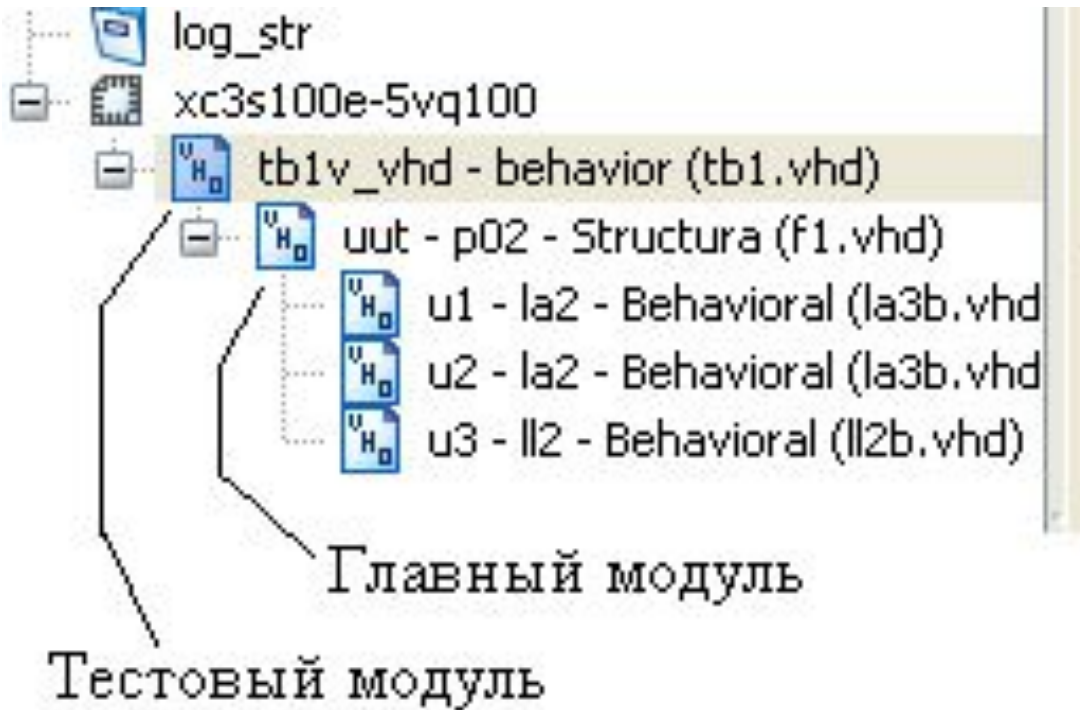 log_str
xc3s100e-5vq100
tb1v_vhd - behavior (tb1.vhd)
uut - p02 - Structura (f1.vhd)
u1 - la2 - Behavioral (la3b.vhd
u2 - la2 - Behavioral (la3b.vhd
u3 - ll2 - Behavioral (ll2b.vhd)
Главный модуль
Тестовый модуль